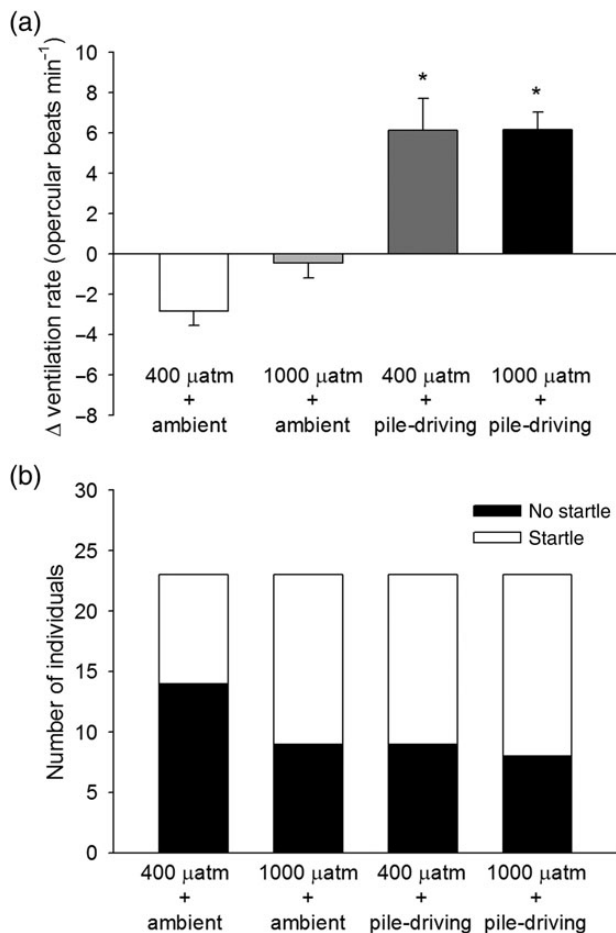 (a)
Δ ventilation rate (opercular beats min⁻¹)
10
8
6
4
2
0
−2
−4
−6
−8
*
*
400 μatm
+
ambient
1000 μatm
+
ambient
400 μatm
+
pile-driving
1000 μatm
+
pile-driving
(b)
Number of individuals
30
25
20
15
10
5
0
No startle
Startle
400 μatm
+
ambient
1000 μatm
+
ambient
400 μatm
+
pile-driving
1000 μatm
+
pile-driving